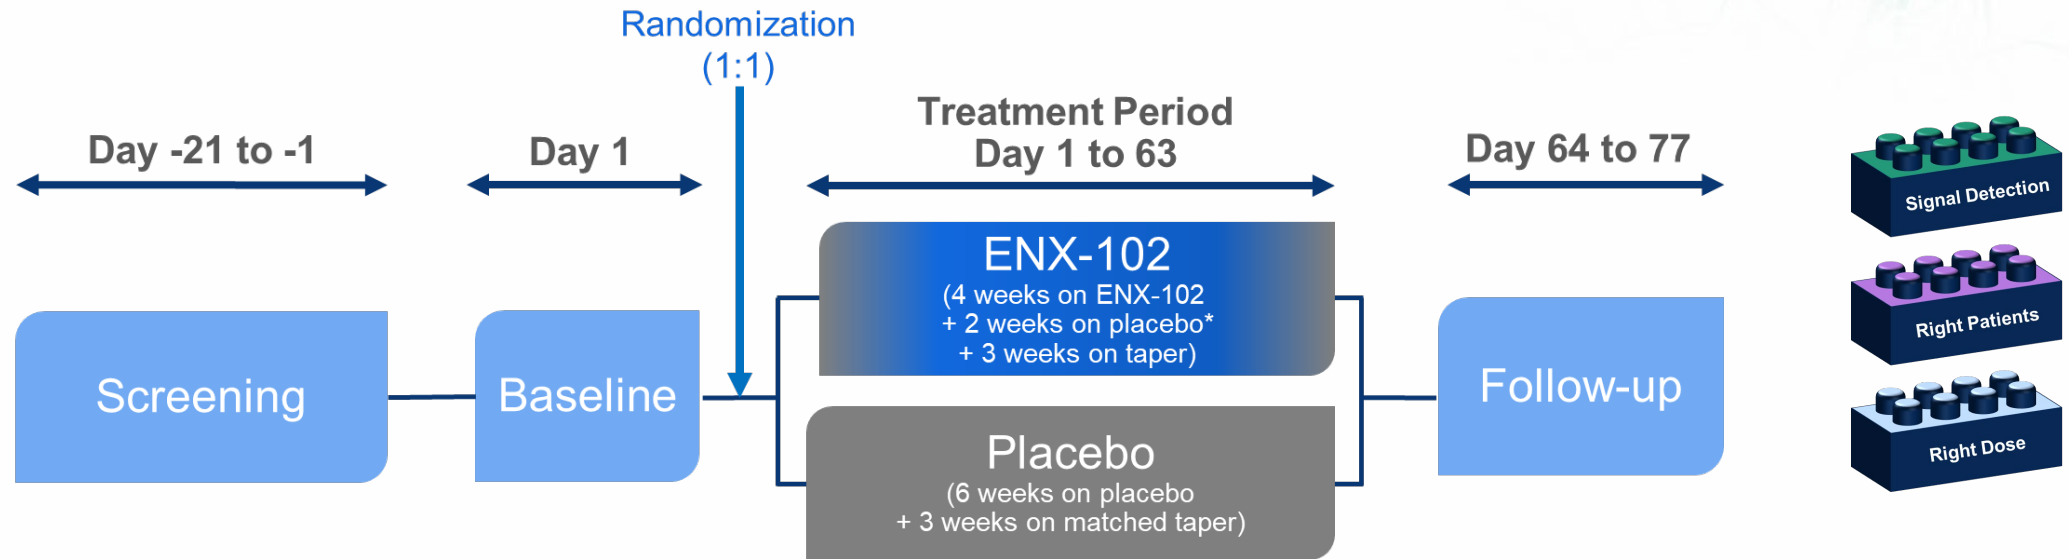 Randomization
(1:1)
Day -21 to -1
Day 1
Treatment Period
Day 1 to 63
Day 64 to 77
Screening
Baseline
ENX-102
(4 weeks on ENX-102
+ 2 weeks on placebo*
+ 3 weeks on taper)
Placebo
(6 weeks on placebo
+ 3 weeks on matched taper)
Follow-up
Signal Detection
Right Patients
Right Dose